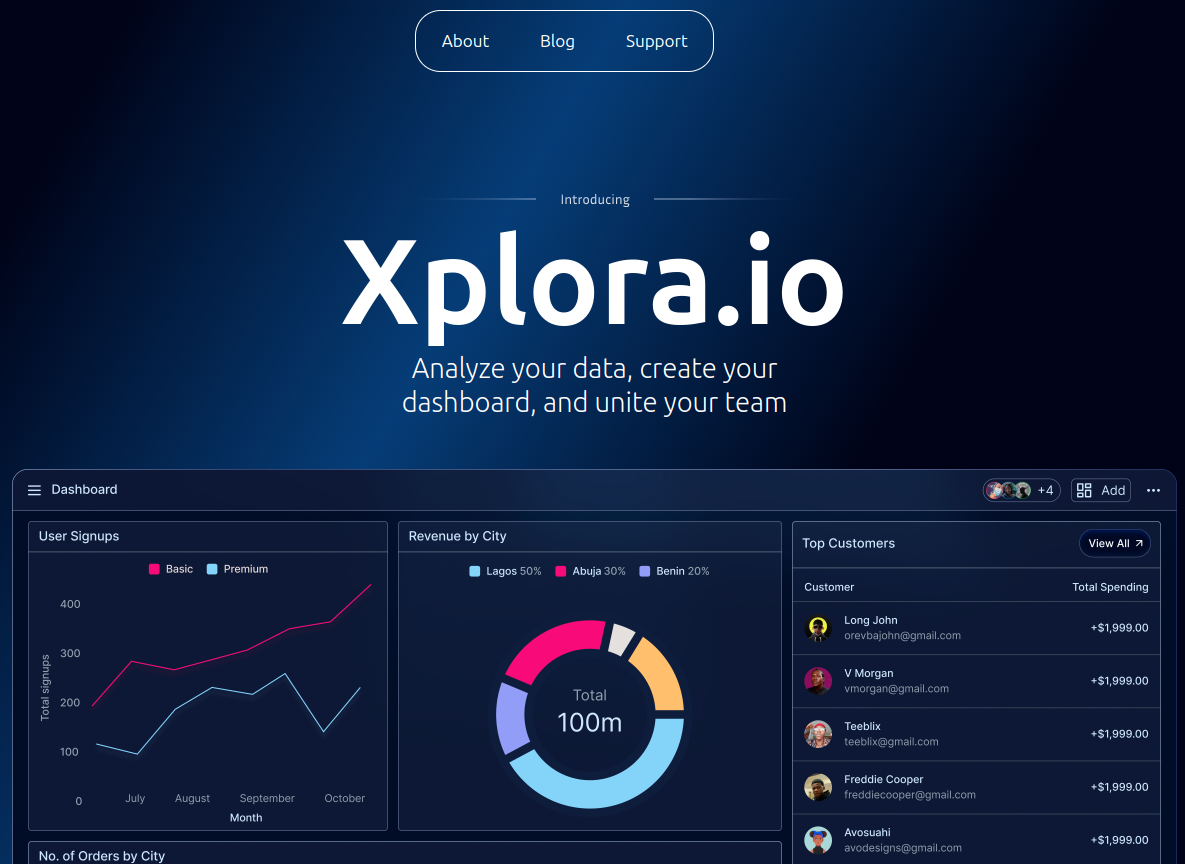 About Blog Support
Introducing
Xplora.io
Analyze your data, create your
dashboard, and unite your team
Dashboard
+4
Add
User Signups
Basic Premium
400
300
200
100
0
Total signups
July August September October
Month
Revenue by City
Lagos 50% Abuja 30% Benin 20%
Total
100m
Top Customers
View All
Customer Total Spending
Long John
orevbajohn@gmail.com
+$1,999.00
V Morgan
vmorgan@gmail.com
+$1,999.00
Teeblix
teeblix@gmail.com
+$1,999.00
Freddie Cooper
freddiecooper@gmail.com
+$1,999.00
Avosuahi
avodesigns@gmail.com
+$1,999.00
No. of Orders by City